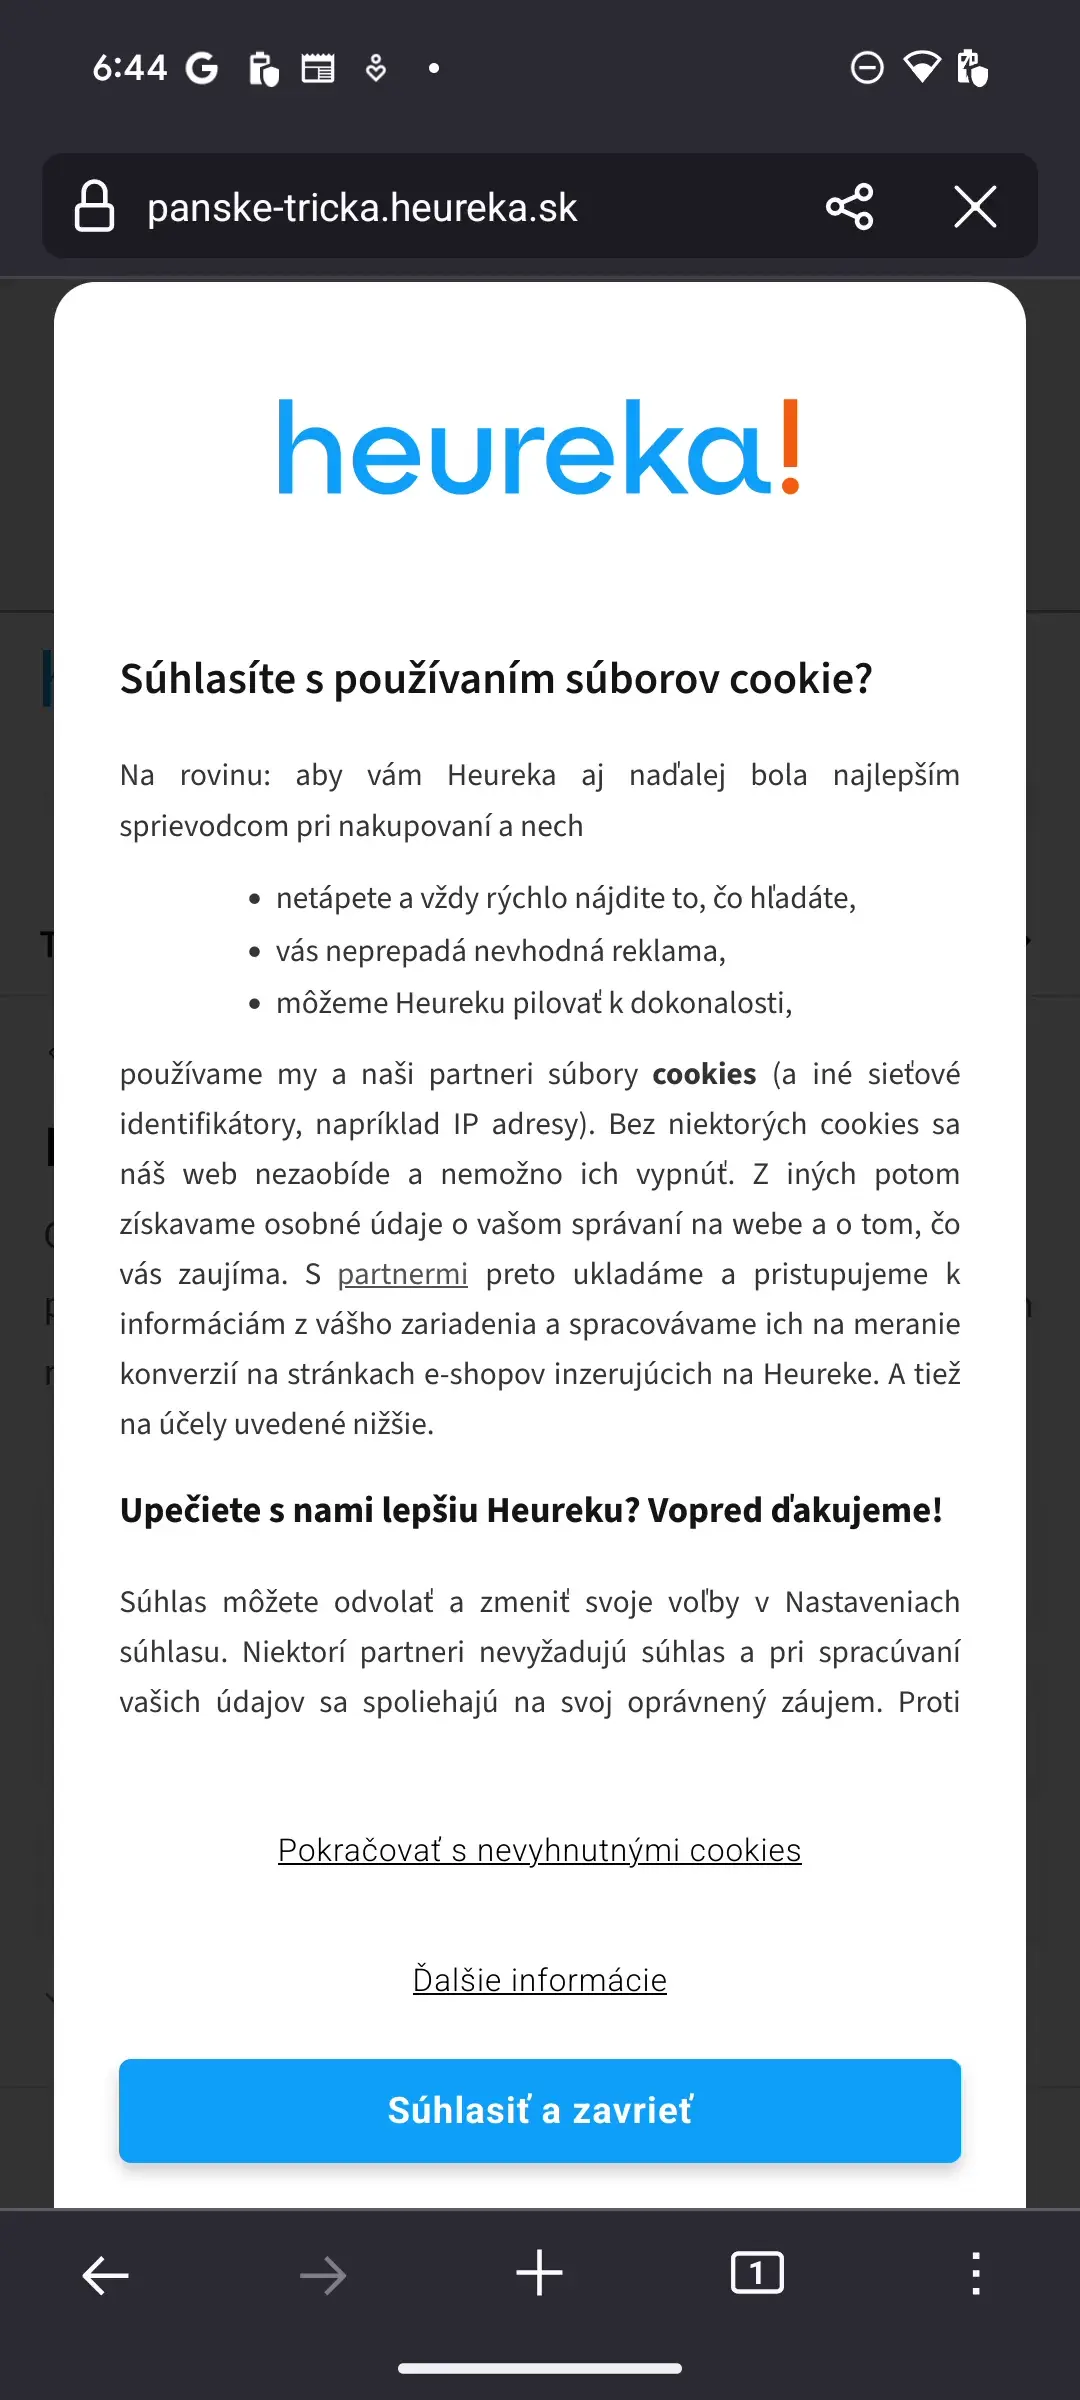 6:44
panske-tricka.heureka.sk
heureka!
Súhlasíte s používaním súborov cookie?
Na rovinu: aby vám Heureka aj naďalej bola najlepším
sprievodcom pri nakupovaní a nech
• netápete a vždy rýchlo nájdite to, čo hľadáte,
• vás neprepadá nevhodná reklama,
• môžeme Heureku pilovať k dokonalosti,
používame my a naši partneri súbory cookies (a iné sieťové
identifikátory, napríklad IP adresy). Bez niektorých cookies sa
náš web nezaobíde a nemožno ich vypnúť. Z iných potom
získavame osobné údaje o vašom správaní na webe a o tom, čo
vás zaujíma. S partnermi preto ukladáme a pristupujeme k
informáciám z vášho zariadenia a spracovávame ich na meranie
konverzií na stránkach e-shopov inzerujúcich na Heureke. A tiež
na účely uvedené nižšie.
Upečiete s nami lepšiu Heureku? Vopred ďakujeme!
Súhlas môžete odvolať a zmeniť svoje voľby v Nastaveniach
súhlasu. Niektorí partneri nevyžadujú súhlas a pri spracúvaní
vašich údajov sa spoliehajú na svoj oprávnený záujem. Proti
Pokračovať s nevyhnutnými cookies
Ďalšie informácie
Súhlasiť a zavrieť
1